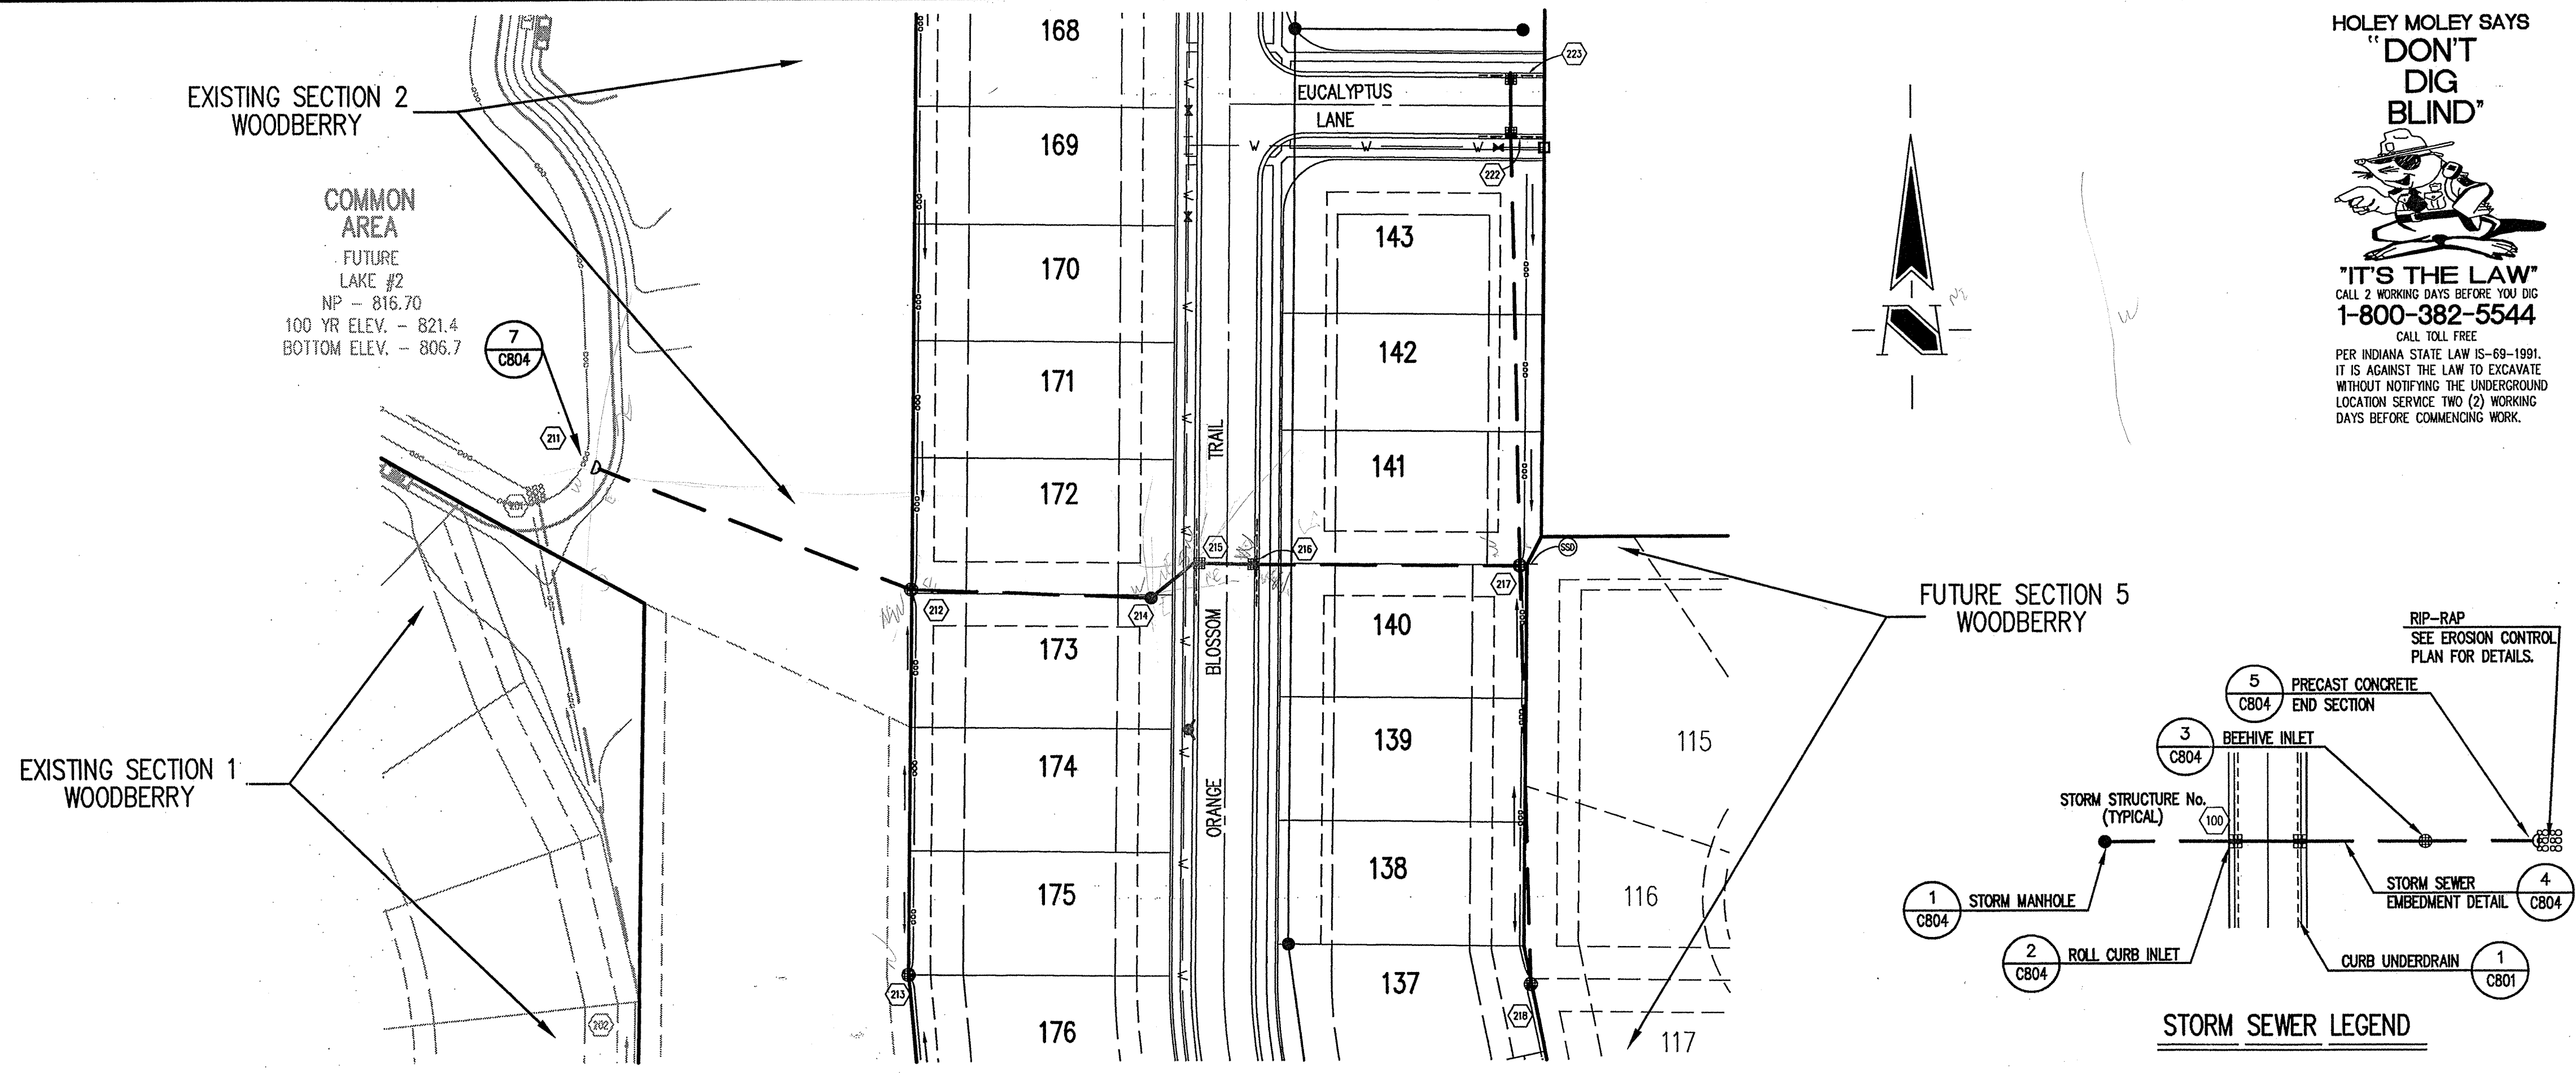 EXISTING SECTION 2
WOODBERRY
COMMON
AREA
FUTURE
LAKE #2
NP - 816.70
100 YR ELEV. - 821.4
BOTTOM ELEV. - 806.7
7
C804
211
201
EXISTING SECTION 1
WOODBERRY
202
168
169
170
171
172
173
174
175
176
212
213
214
215
216
217
218
222
223
SSD
EUCALYPTUS
LANE
W W W
ORANGE BLOSSOM TRAIL
143
142
141
140
139
138
137
115
116
117
N
NE
W
FUTURE SECTION 5
WOODBERRY
HOLEY MOLEY SAYS
"DON'T
DIG
BLIND"
"IT'S THE LAW"
CALL 2 WORKING DAYS BEFORE YOU DIG
1-800-382-5544
CALL TOLL FREE
PER INDIANA STATE LAW IS-69-1991.
IT IS AGAINST THE LAW TO EXCAVATE
WITHOUT NOTIFYING THE UNDERGROUND
LOCATION SERVICE TWO (2) WORKING
DAYS BEFORE COMMENCING WORK.
RIP-RAP
SEE EROSION CONTROL
PLAN FOR DETAILS.
5
C804
PRECAST CONCRETE
END SECTION
3
C804
BEEHIVE INLET
STORM STRUCTURE No.
(TYPICAL)
100
1
C804
STORM MANHOLE
2
C804
ROLL CURB INLET
STORM SEWER
EMBEDMENT DETAIL
4
C804
CURB UNDERDRAIN
1
C801
STORM SEWER LEGEND